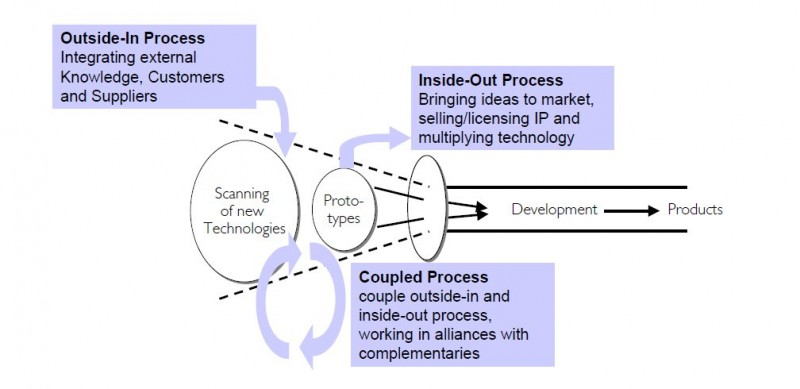 Outside-In Process
Integrating external
Knowledge, Customers
and Suppliers
Inside-Out Process
Bringing ideas to market,
selling/licensing IP and
multiplying technology
Scanning
of new
Technologies
Proto-
types
Development
Products
Coupled Process
couple outside-in and
inside-out process,
working in alliances with
complementaries